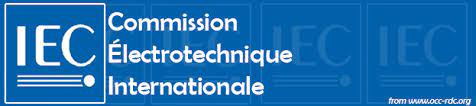 IEC
Commission
Électrotechnique
Internationale
from www.occ-rdc.org